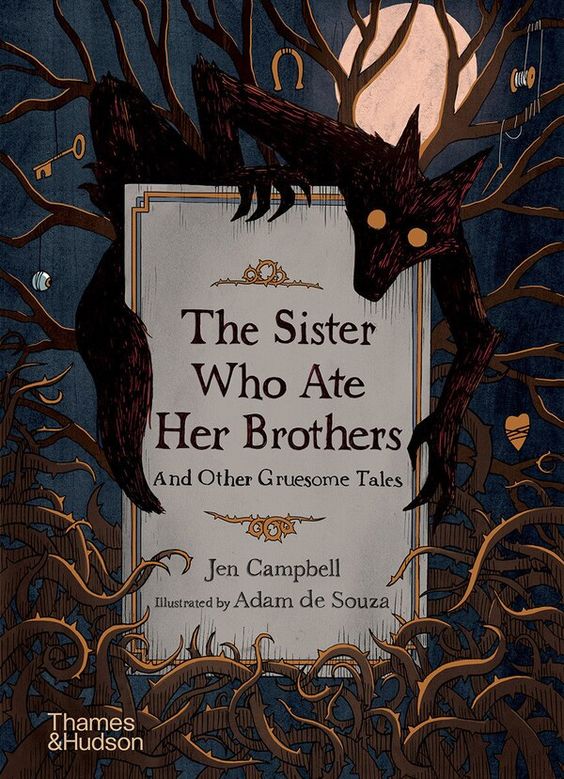 The Sister
Who Ate
Her Brothers
And Other Gruesome Tales
Jen Campbell
Illustrated by Adam de Souza
Thames
&Hudson